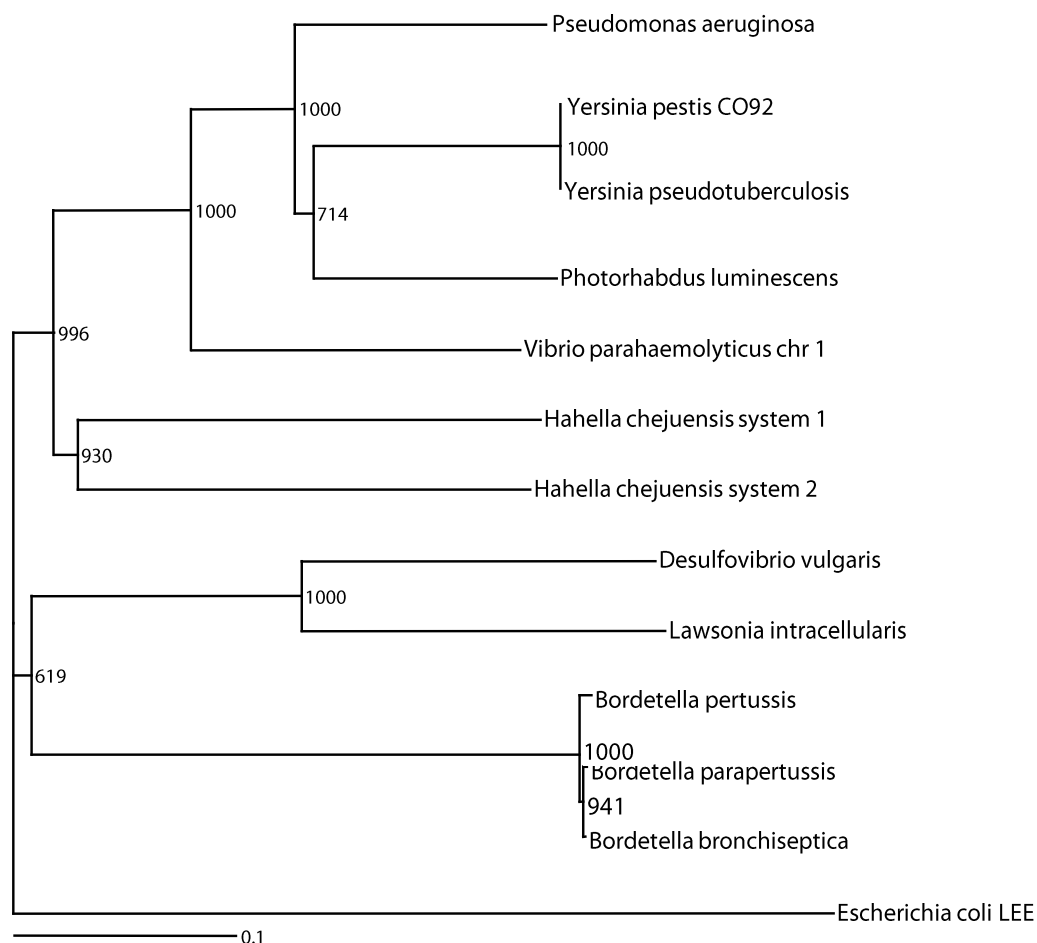 Pseudomonas aeruginosa
Yersinia pestis CO92
1000
1000
Yersinia pseudotuberculosis
1000
714
Photorhabdus luminescens
996
Vibrio parahaemolyticus chr 1
Hahella chejuensis system 1
930
Hahella chejuensis system 2
Desulfovibrio vulgaris
1000
Lawsonia intracellularis
619
Bordetella pertussis
1000
Bordetella parapertussis
941
Bordetella bronchiseptica
Escherichia coli LEE
0.1